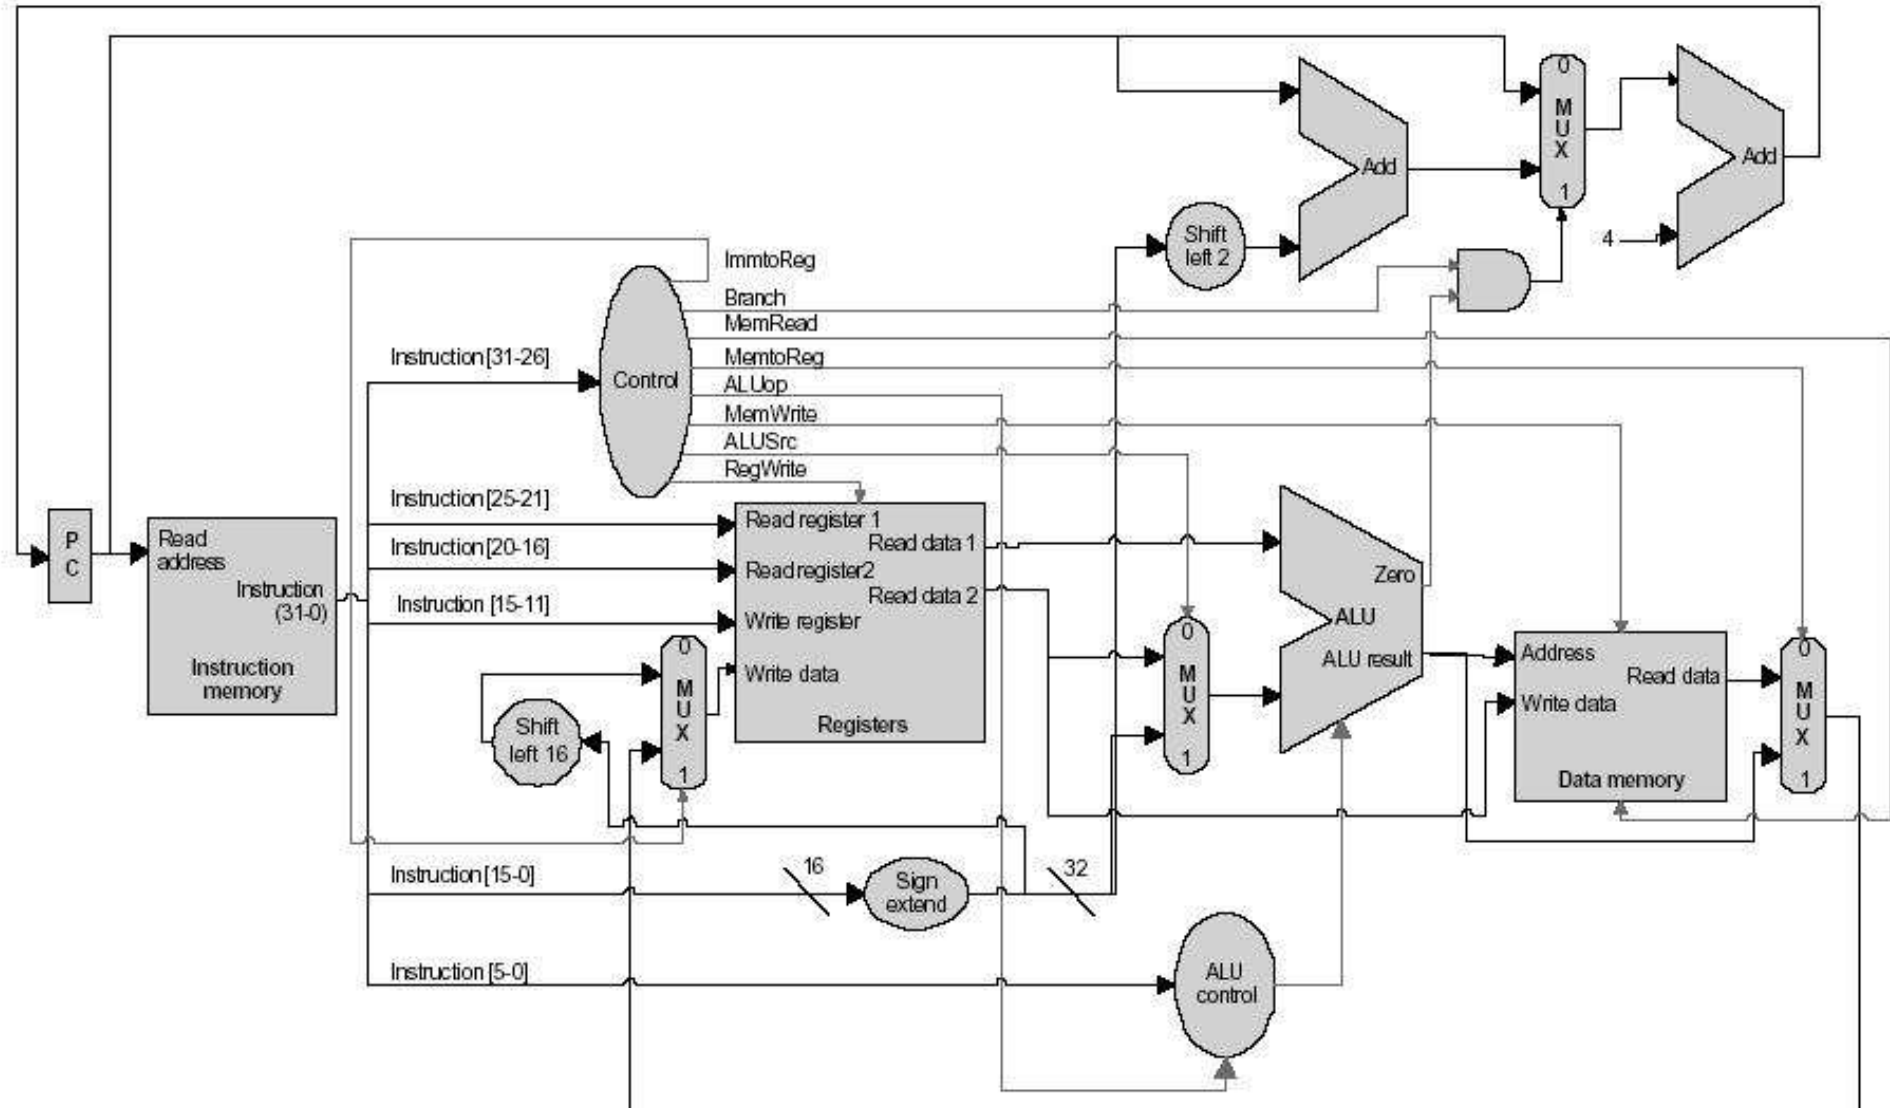 0
M
U
X
1
Add
Add
Shift
left 2
4
ImmtoReg
Branch
MemRead
MemtoReg
ALUop
MemWrite
ALUSrc
RegWrite
Control
Instruction [31-26]
Instruction [25-21]
Instruction [20-16]
Instruction [15-11]
P
C
Read
address
Instruction
(31-0)
Instruction
memory
Read register 1
Read data 1
Read register2
Read data 2
Write register
Write data
Registers
0
M
U
X
1
Shift
left 16
0
M
U
X
1
Zero
ALU
ALU result
Address
Read data
Write data
Data memory
0
M
U
X
1
Instruction [15-0]
16
Sign
extend
32
Instruction [5-0]
ALU
control